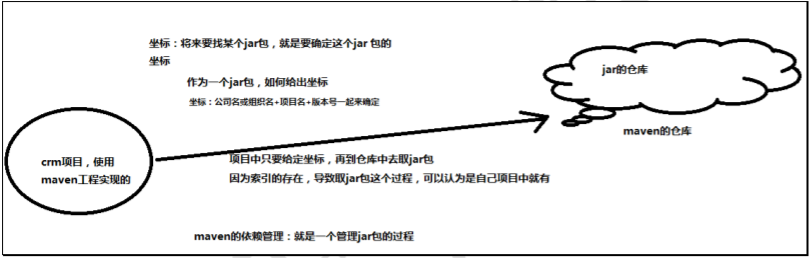 坐标：将来要找某个jar包，就是要确定这个jar 包的
坐标
作为一个jar包，如何给出坐标
坐标：公司名或组织名+项目名+版本号一起来确定
jar的仓库
maven的仓库
crm项目，使用
maven工程实现的
项目中只要给定坐标，再到仓库中去取jar包
因为索引的存在，导致取jar包这个过程，可以认为是自己项目中就有
maven的依赖管理：就是一个管理jar包的过程